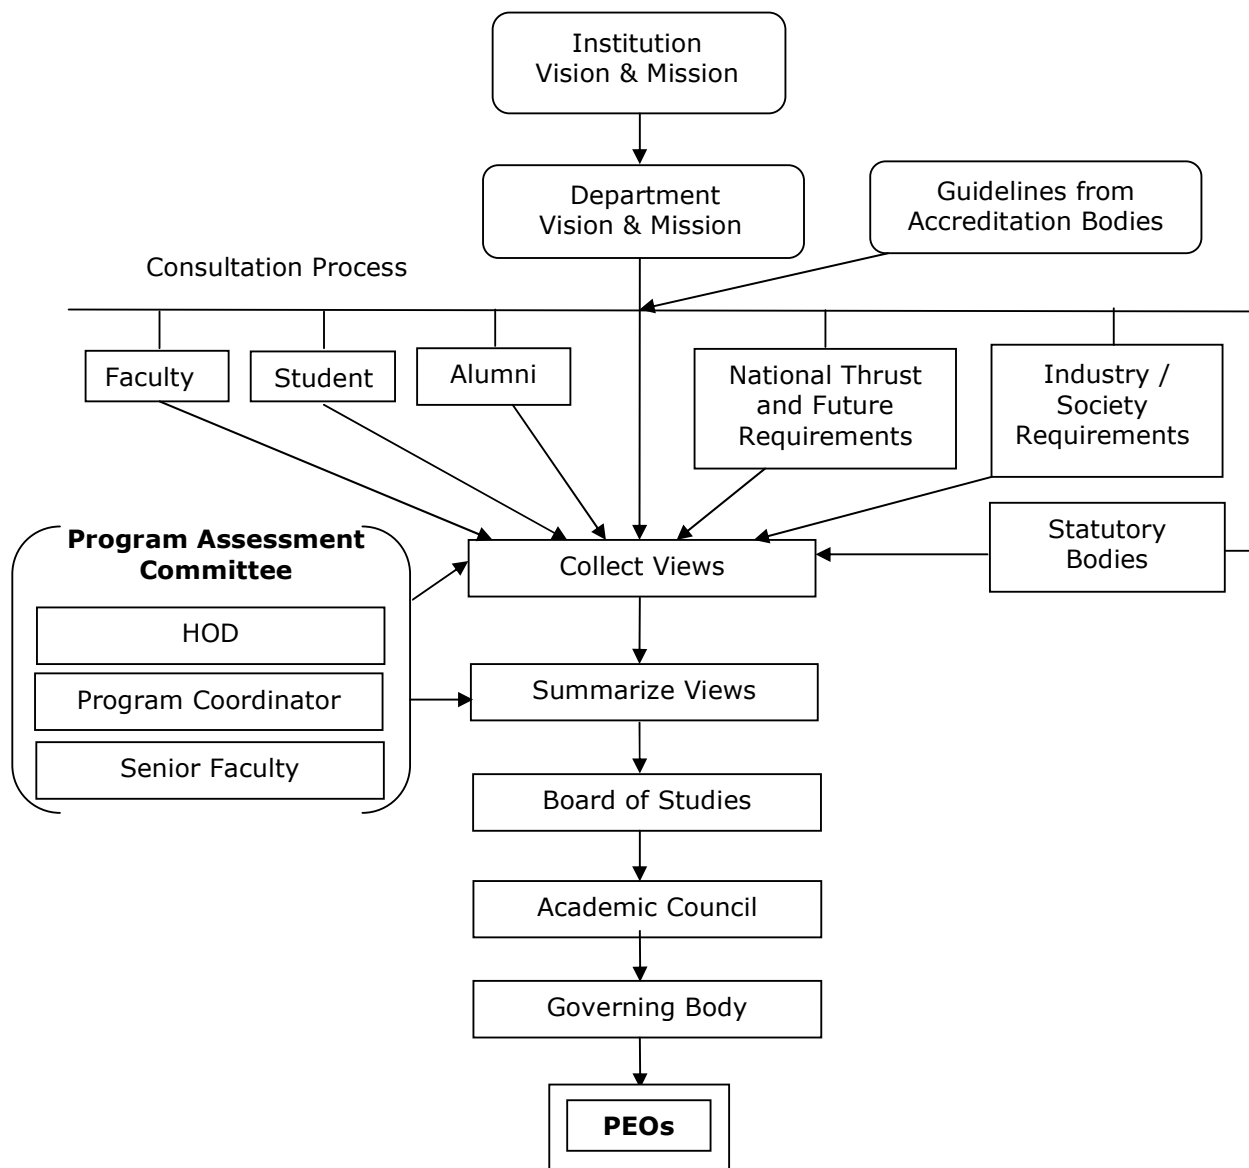 Institution
Vision & Mission
Department
Vision & Mission
Guidelines from
Accreditation Bodies
Consultation Process
Faculty
Student
Alumni
National Thrust
and Future
Requirements
Industry /
Society
Requirements
Program Assessment
Committee
HOD
Program Coordinator
Senior Faculty
Collect Views
Statutory
Bodies
Summarize Views
Board of Studies
Academic Council
Governing Body
PEOs